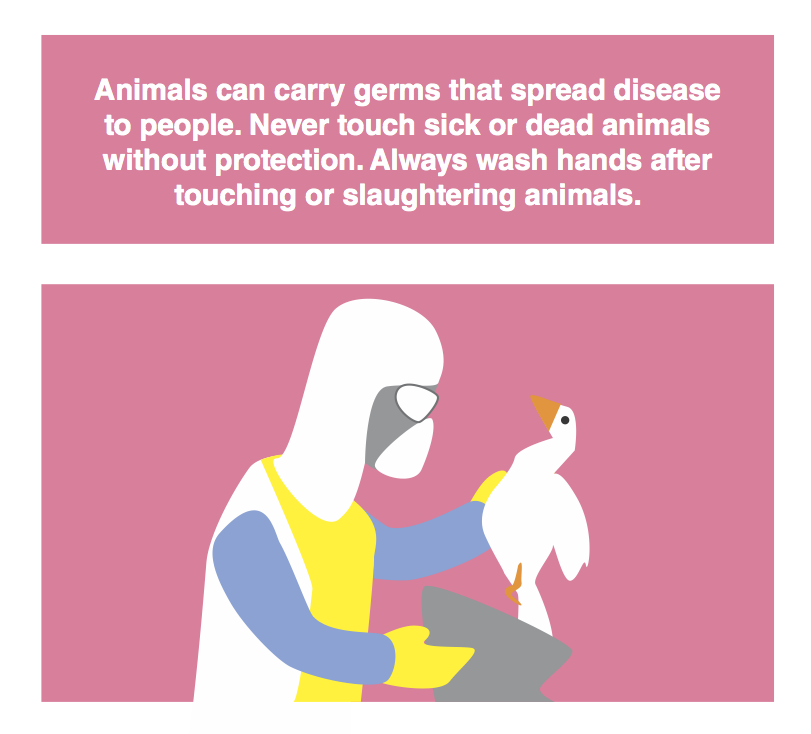 Animals can carry germs that spread disease
to people. Never touch sick or dead animals
without protection. Always wash hands after
touching or slaughtering animals.